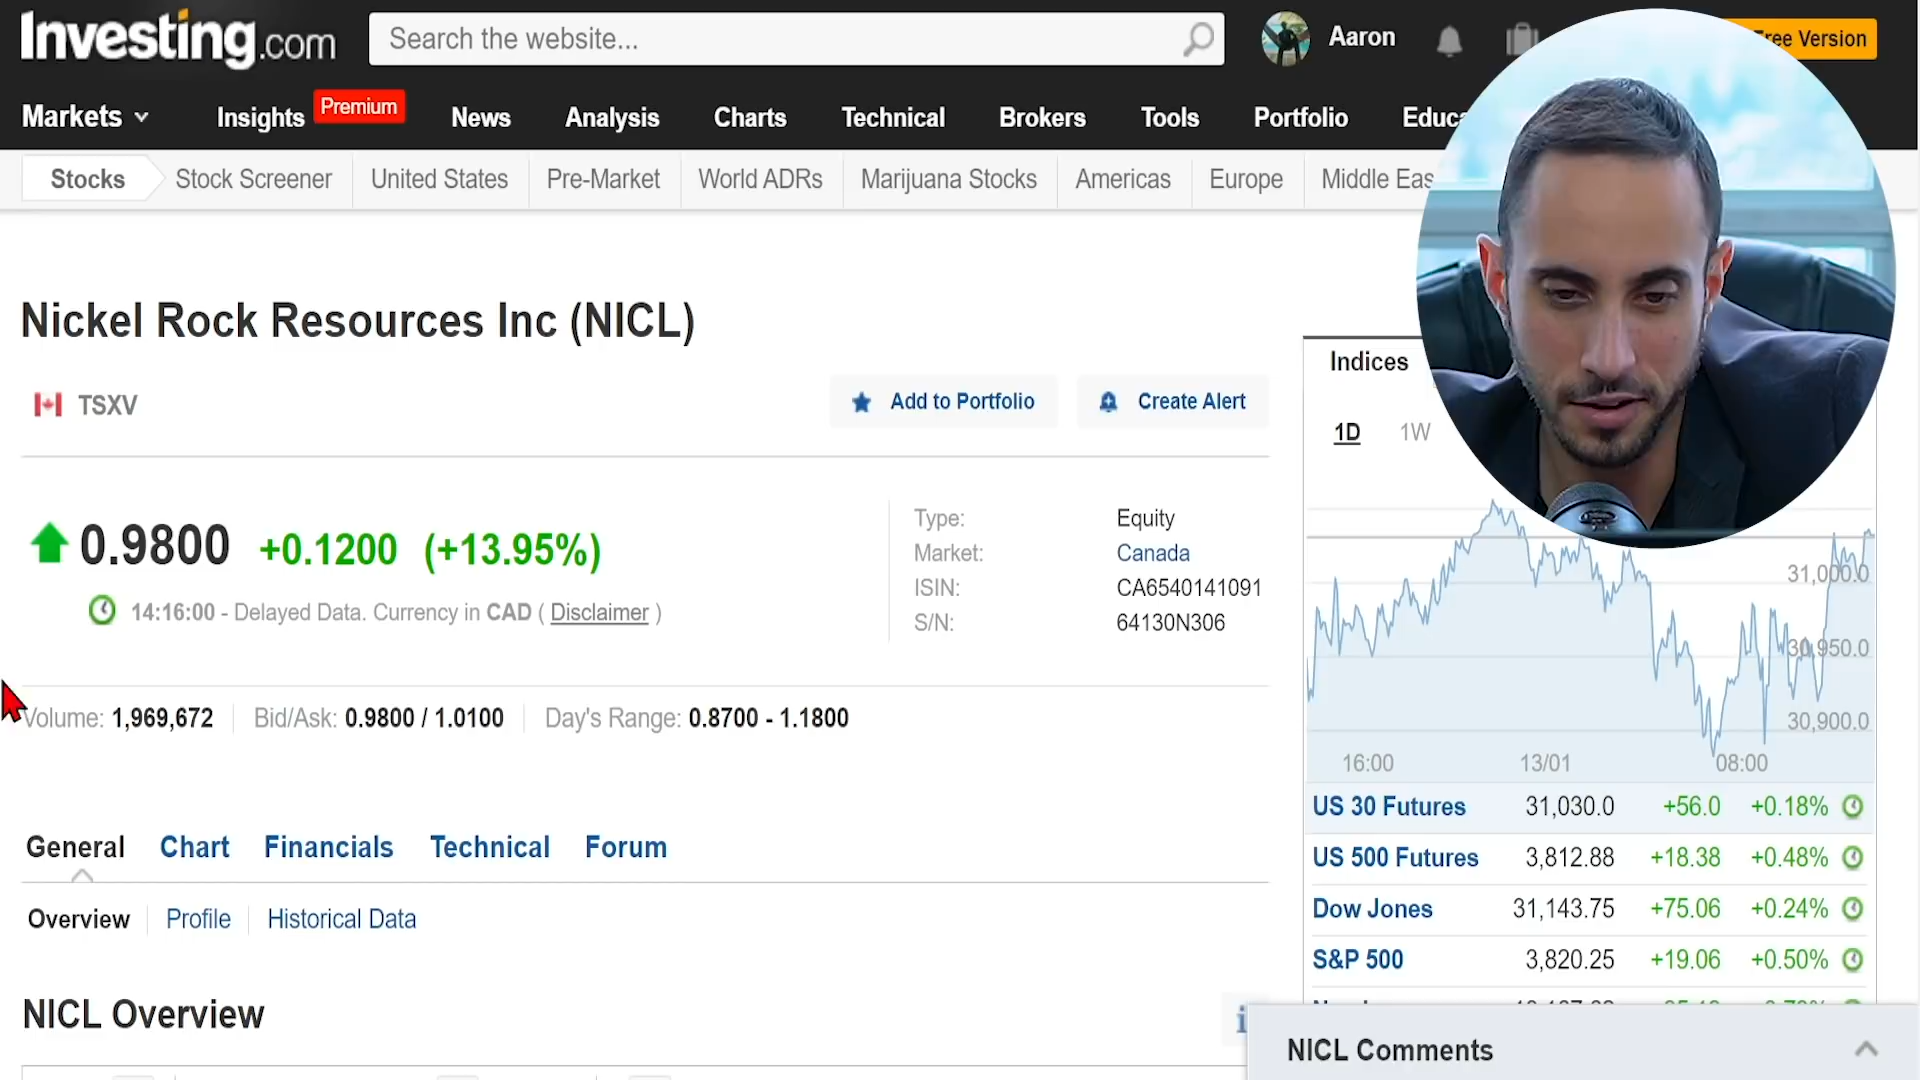 Investing.com
Search the website...
Aaron
Free Version
Markets
Insights
Premium
News
Analysis
Charts
Technical
Brokers
Tools
Portfolio
Educa
Stocks
Stock Screener
United States
Pre-Market
World ADRs
Marijuana Stocks
Americas
Europe
Middle Eas
Nickel Rock Resources Inc (NICL)
TSXV
Add to Portfolio
Create Alert
0.9800 +0.1200 (+13.95%)
14:16:00 - Delayed Data. Currency in CAD ( Disclaimer )
Type: Equity
Market: Canada
ISIN: CA6540141091
S/N: 64130N306
Volume: 1,969,672
Bid/Ask: 0.9800 / 1.0100
Day's Range: 0.8700 - 1.1800
General
Chart
Financials
Technical
Forum
Overview
Profile
Historical Data
NICL Overview
Indices
1D
1W
31,000.0
30,950.0
30,900.0
16:00
13/01
08:00
US 30 Futures 31,030.0 +56.0 +0.18%
US 500 Futures 3,812.88 +18.38 +0.48%
Dow Jones 31,143.75 +75.06 +0.24%
S&P 500 3,820.25 +19.06 +0.50%
NICL Comments